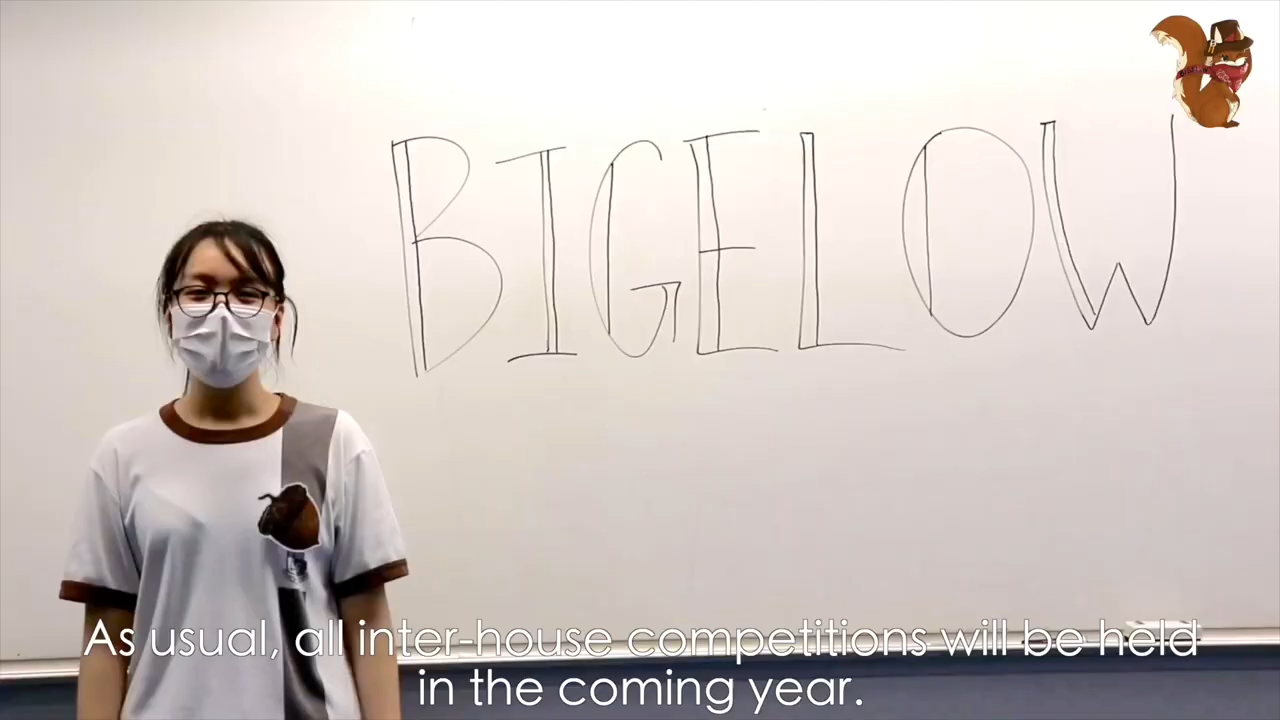 BIGELOW
As usual, all inter-house competitions will be held
in the coming year.